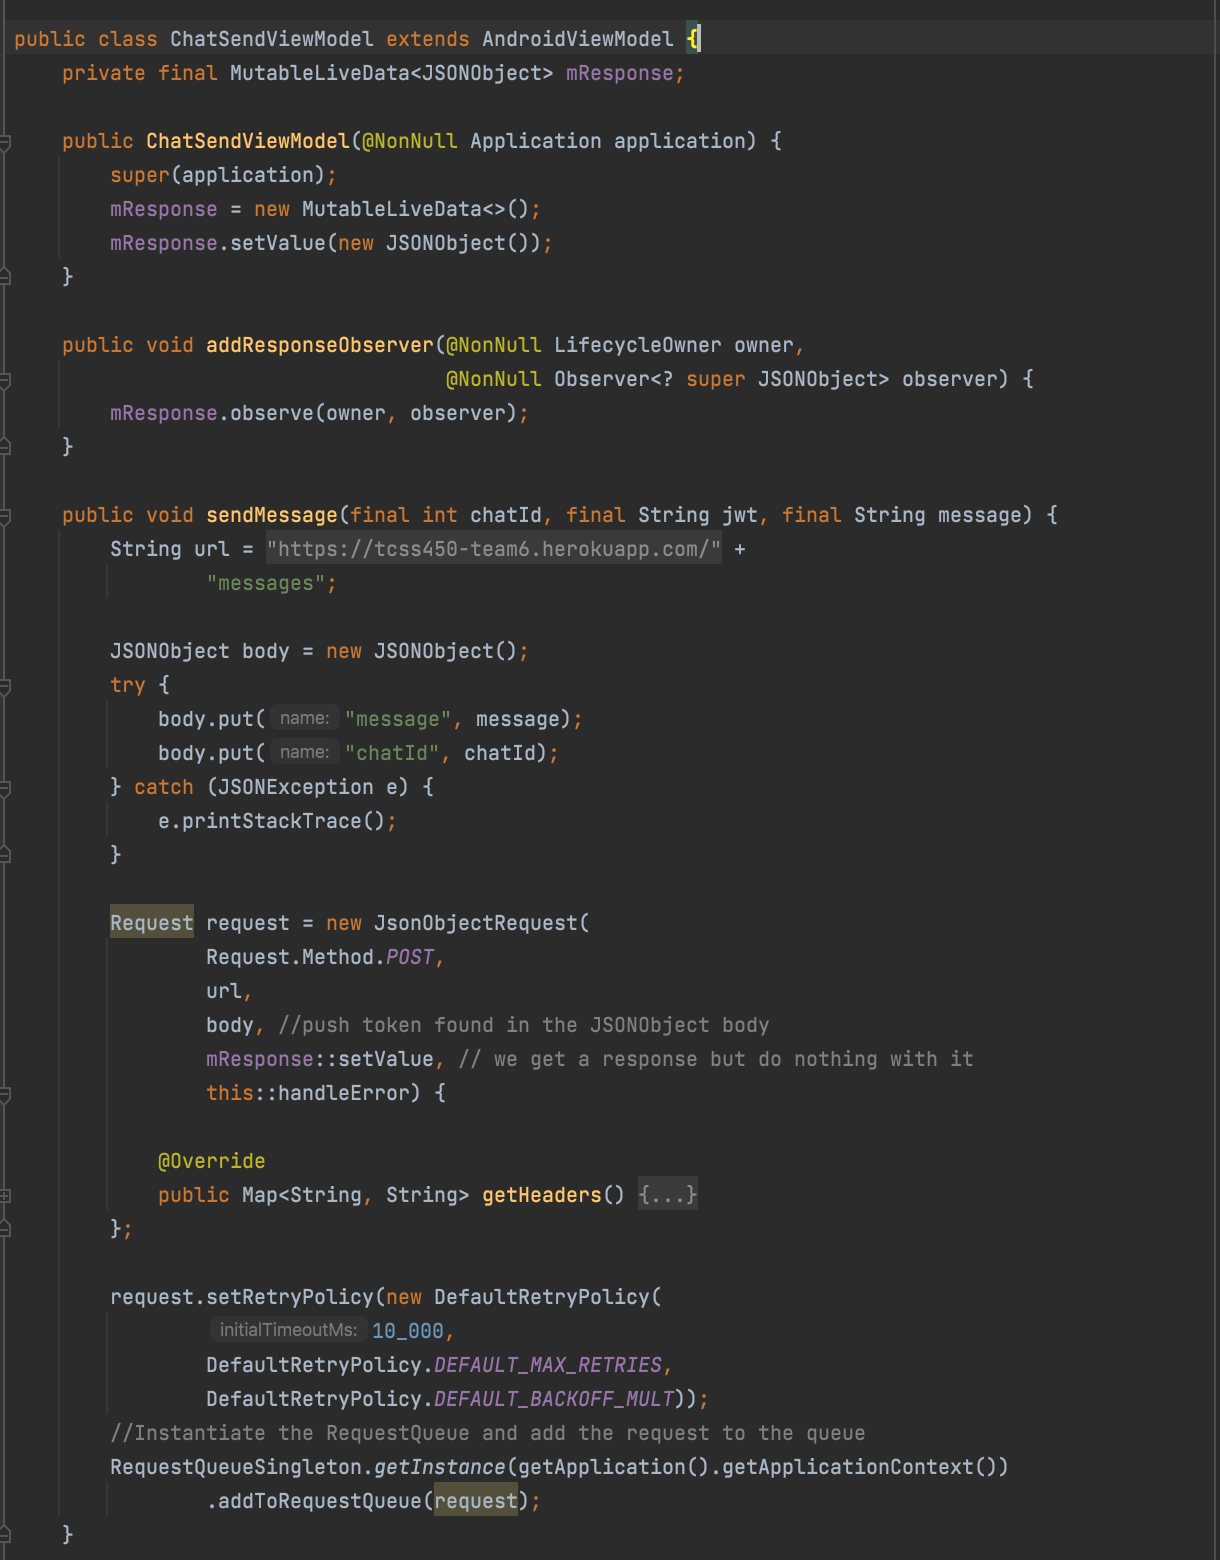 public class ChatSendViewModel extends AndroidViewModel {
    private final MutableLiveData<JSONObject> mResponse;

    public ChatSendViewModel(@NonNull Application application) {
        super(application);
        mResponse = new MutableLiveData<>();
        mResponse.setValue(new JSONObject());
    }

    public void addResponseObserver(@NonNull LifecycleOwner owner,
                                    @NonNull Observer<? super JSONObject> observer) {
        mResponse.observe(owner, observer);
    }

    public void sendMessage(final int chatId, final String jwt, final String message) {
        String url = "https://tcss450-team6.herokuapp.com/" +
                "messages";

        JSONObject body = new JSONObject();
        try {
            body.put( name: "message", message);
            body.put( name: "chatId", chatId);
        } catch (JSONException e) {
            e.printStackTrace();
        }

        Request request = new JsonObjectRequest(
                Request.Method.POST,
                url,
                body, //push token found in the JSONObject body
                mResponse::setValue, // we get a response but do nothing with it
                this::handleError) {

            @Override
            public Map<String, String> getHeaders() {...}
        };

        request.setRetryPolicy(new DefaultRetryPolicy(
                initialTimeoutMs: 10_000,
                DefaultRetryPolicy.DEFAULT_MAX_RETRIES,
                DefaultRetryPolicy.DEFAULT_BACKOFF_MULT));
        //Instantiate the RequestQueue and add the request to the queue
        RequestQueueSingleton.getInstance(getApplication().getApplicationContext())
                .addToRequestQueue(request);
    }